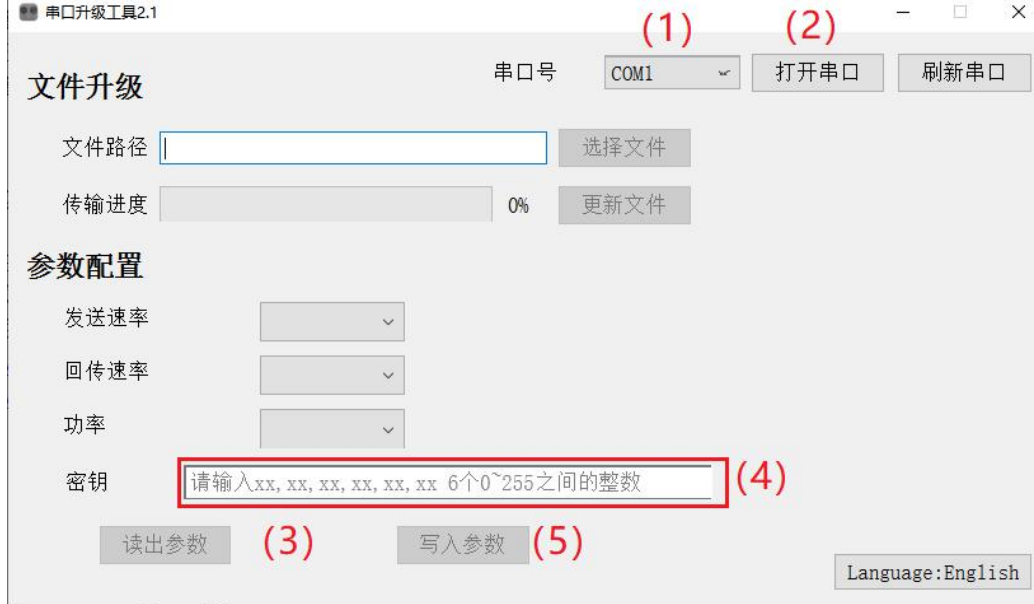 串口升级工具2.1
(1)
(2)
文件升级
串口号
COM1
打开串口
刷新串口
文件路径
选择文件
传输进度
0%
更新文件
参数配置
发送速率
回传速率
功率
密钥
请输入xx,xx,xx,xx,xx,xx 6个0~255之间的整数
(4)
读出参数
(3)
写入参数
(5)
Language:English